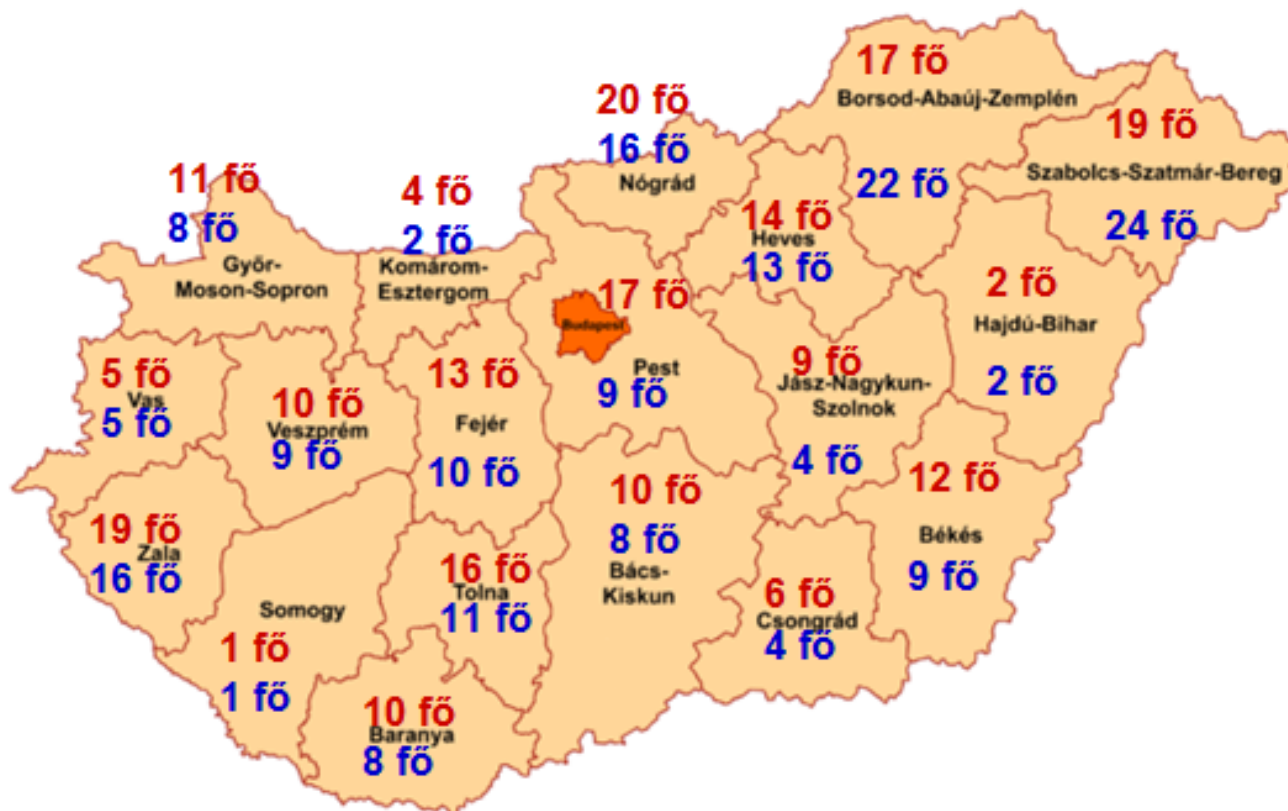 17 fő
Borsod-Abaúj-Zemplén
22 fő
20 fő
16 fő
Nógrád
19 fő
Szabolcs-Szatmár-Bereg
24 fő
11 fő
8 fő
Győr-
Moson-Sopron
4 fő
2 fő
Komárom-
Esztergom
14 fő
Heves
13 fő
17 fő
Budapest
Pest
9 fő
2 fő
Hajdú-Bihar
2 fő
5 fő
Vas
5 fő
10 fő
Veszprém
9 fő
13 fő
Fejér
10 fő
9 fő
Jász-Nagykun-
Szolnok
4 fő
12 fő
Békés
9 fő
19 fő
Zala
16 fő
Somogy
1 fő
1 fő
16 fő
Tolna
11 fő
10 fő
8 fő
Bács-
Kiskun
6 fő
Csongrád
4 fő
10 fő
Baranya
8 fő